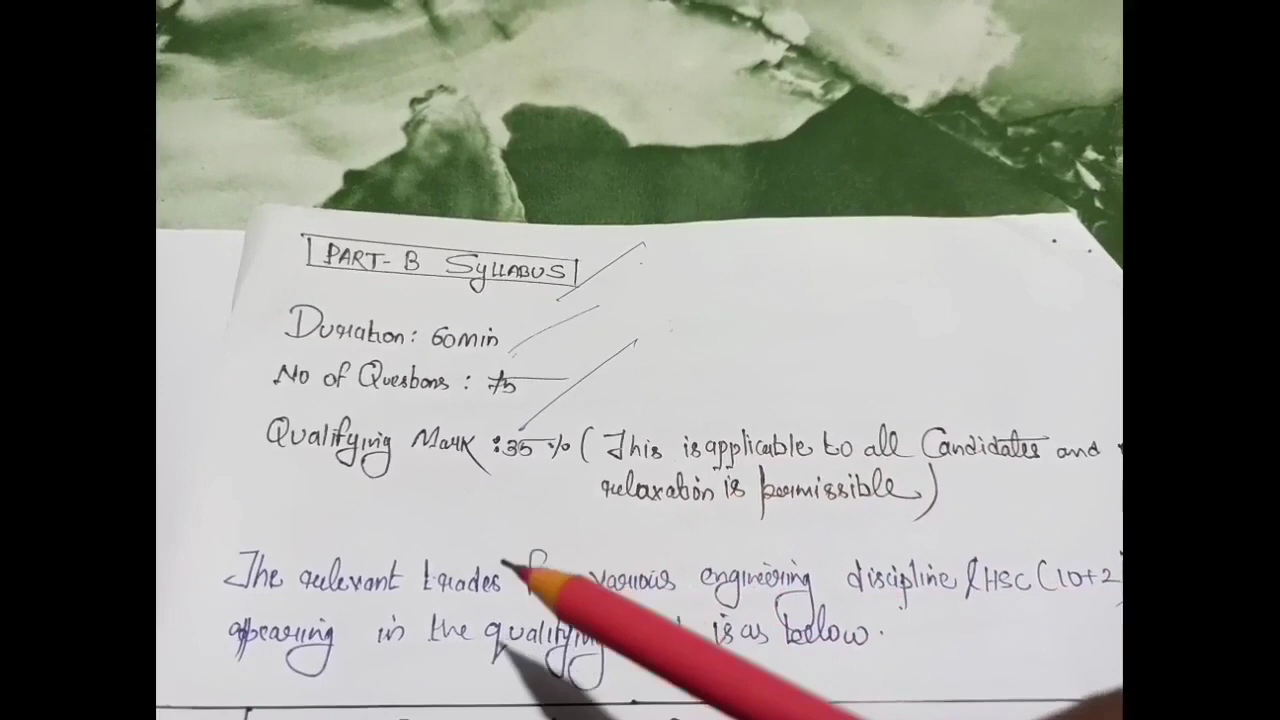 PART-B SYLLABUS
Duration: 60min
No of Questions: 75
Qualifying Mark: 35% (This is applicable to all Candidates and
relaxation is permissible)
The relevant trades various engineering discipline & HSC (10+2)
appearing in the qualifying is as below.